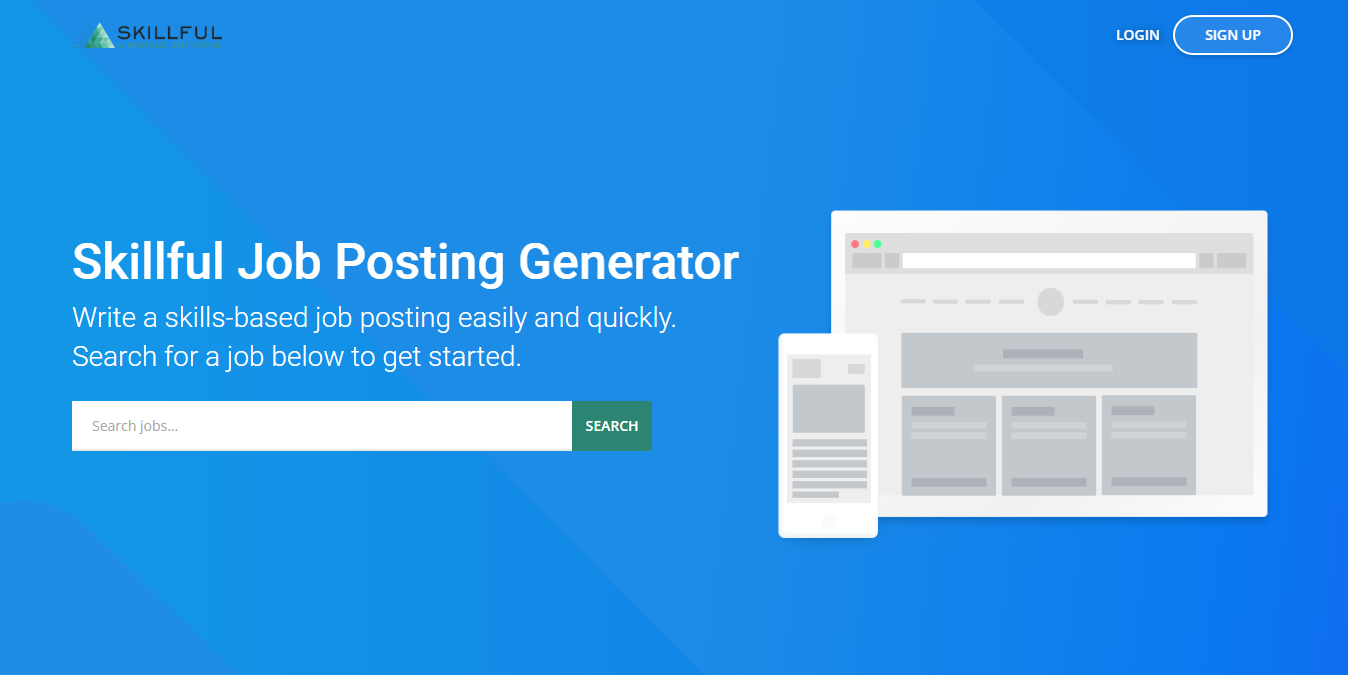 SKILLFUL
LOGIN
SIGN UP
Skillful Job Posting Generator
Write a skills-based job posting easily and quickly.
Search for a job below to get started.
Search jobs...
SEARCH